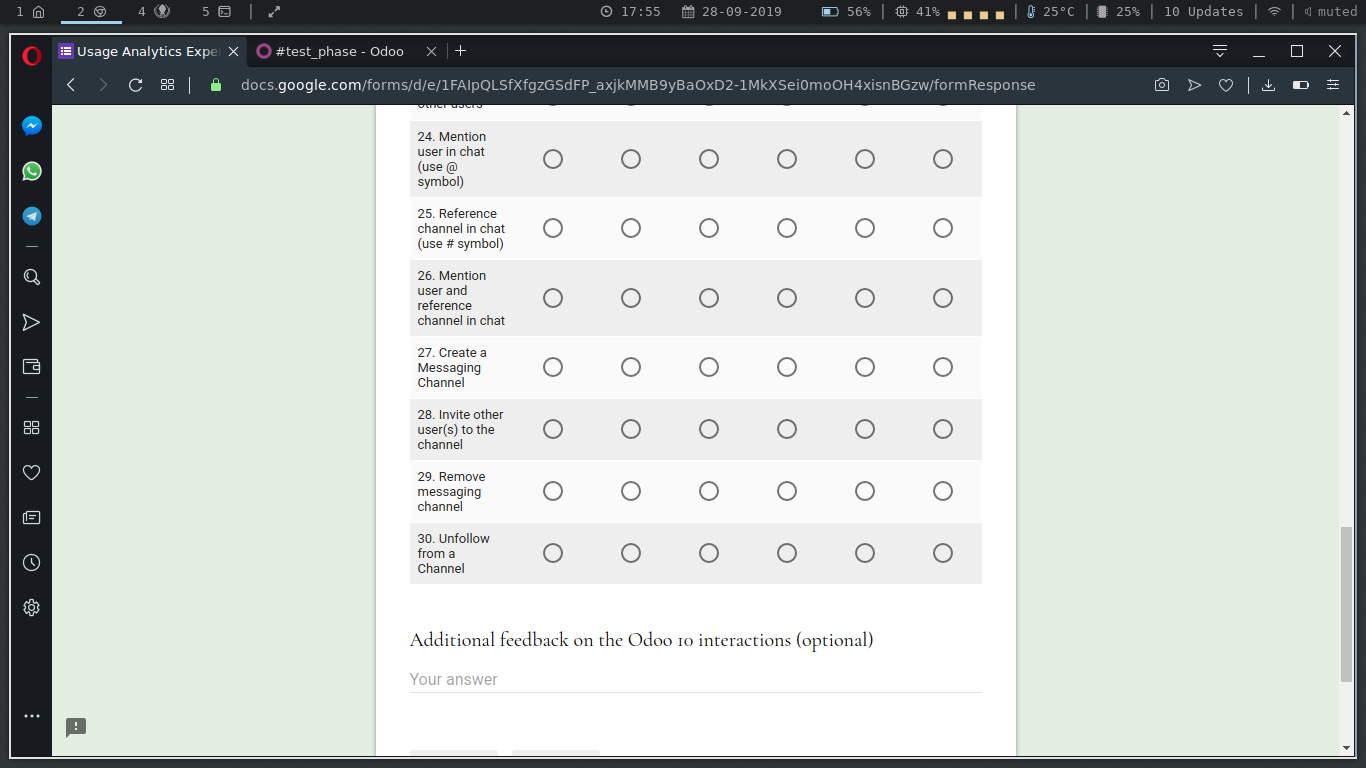 1 2 4 5 17:55 28-09-2019 56% 41% 25°C 25% 10 Updates muted
Usage Analytics Expe #test_phase - Odoo
docs.google.com/forms/d/e/1FAIpQLSfXfgzGSdFP_axjkMMB9yBaOxD2-1MkXSei0moOH4xisnBGzw/formResponse
other users
24. Mention
user in chat
(use @
symbol)
25. Reference
channel in chat
(use # symbol)
26. Mention
user and
reference
channel in chat
27. Create a
Messaging
Channel
28. Invite other
user(s) to the
channel
29. Remove
messaging
channel
30. Unfollow
from a
Channel
Additional feedback on the Odoo 10 interactions (optional)
Your answer